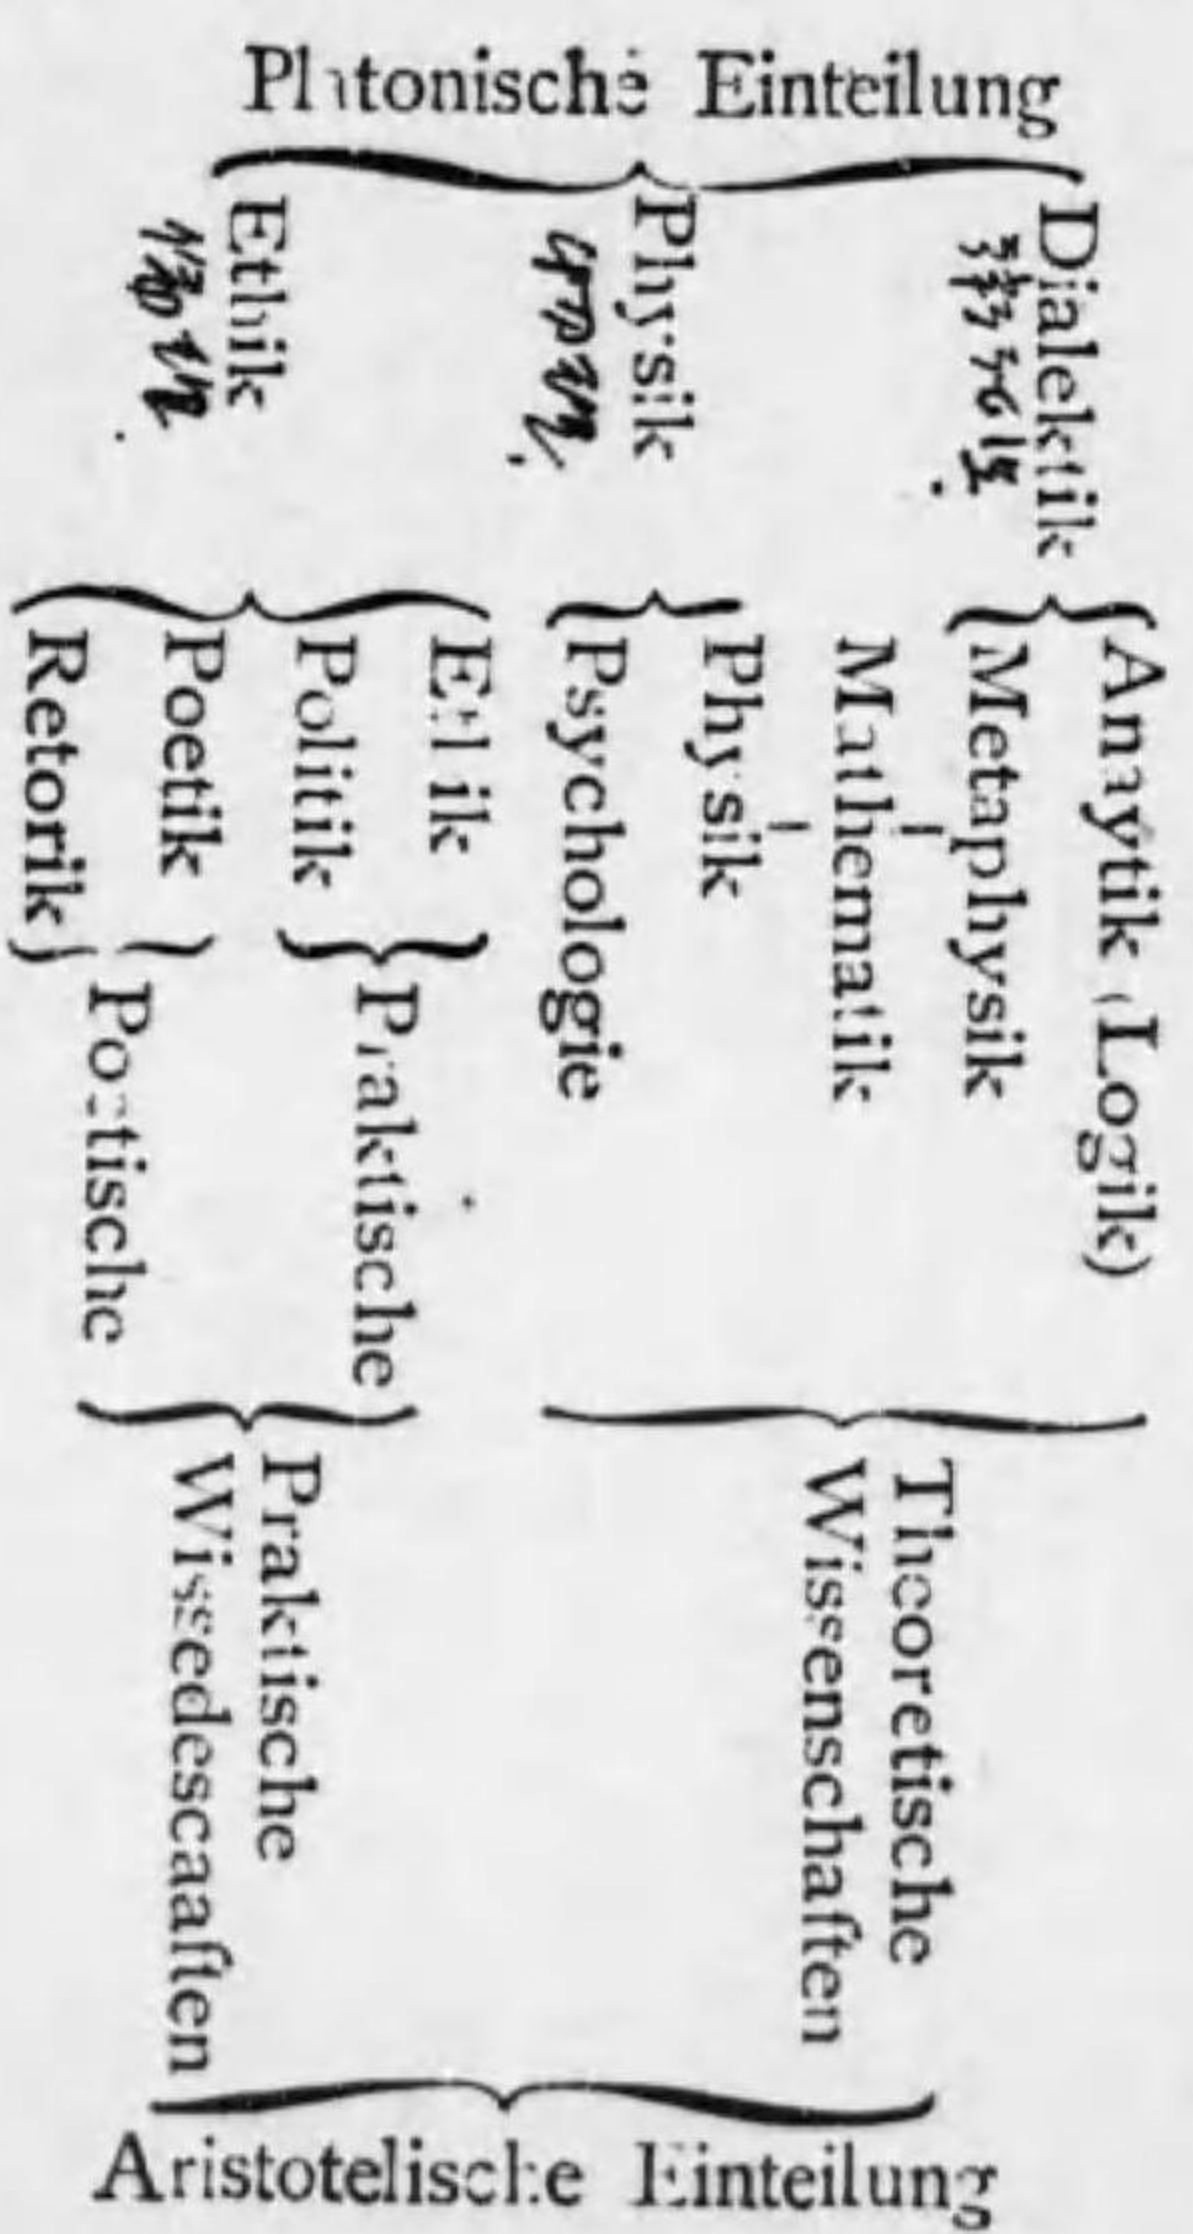 Platonische Einteilung
Dialektik
Physik
Ethik
Anaytik (Logik)
Metaphysik
Mathematik
Physik
Psychologie
Ethik
Politik
Poetik
Retorik
Praktische
Poetische
Theoretische
Wissenschaften
Praktische
Wissedescaaften
Aristotelische Einteilung